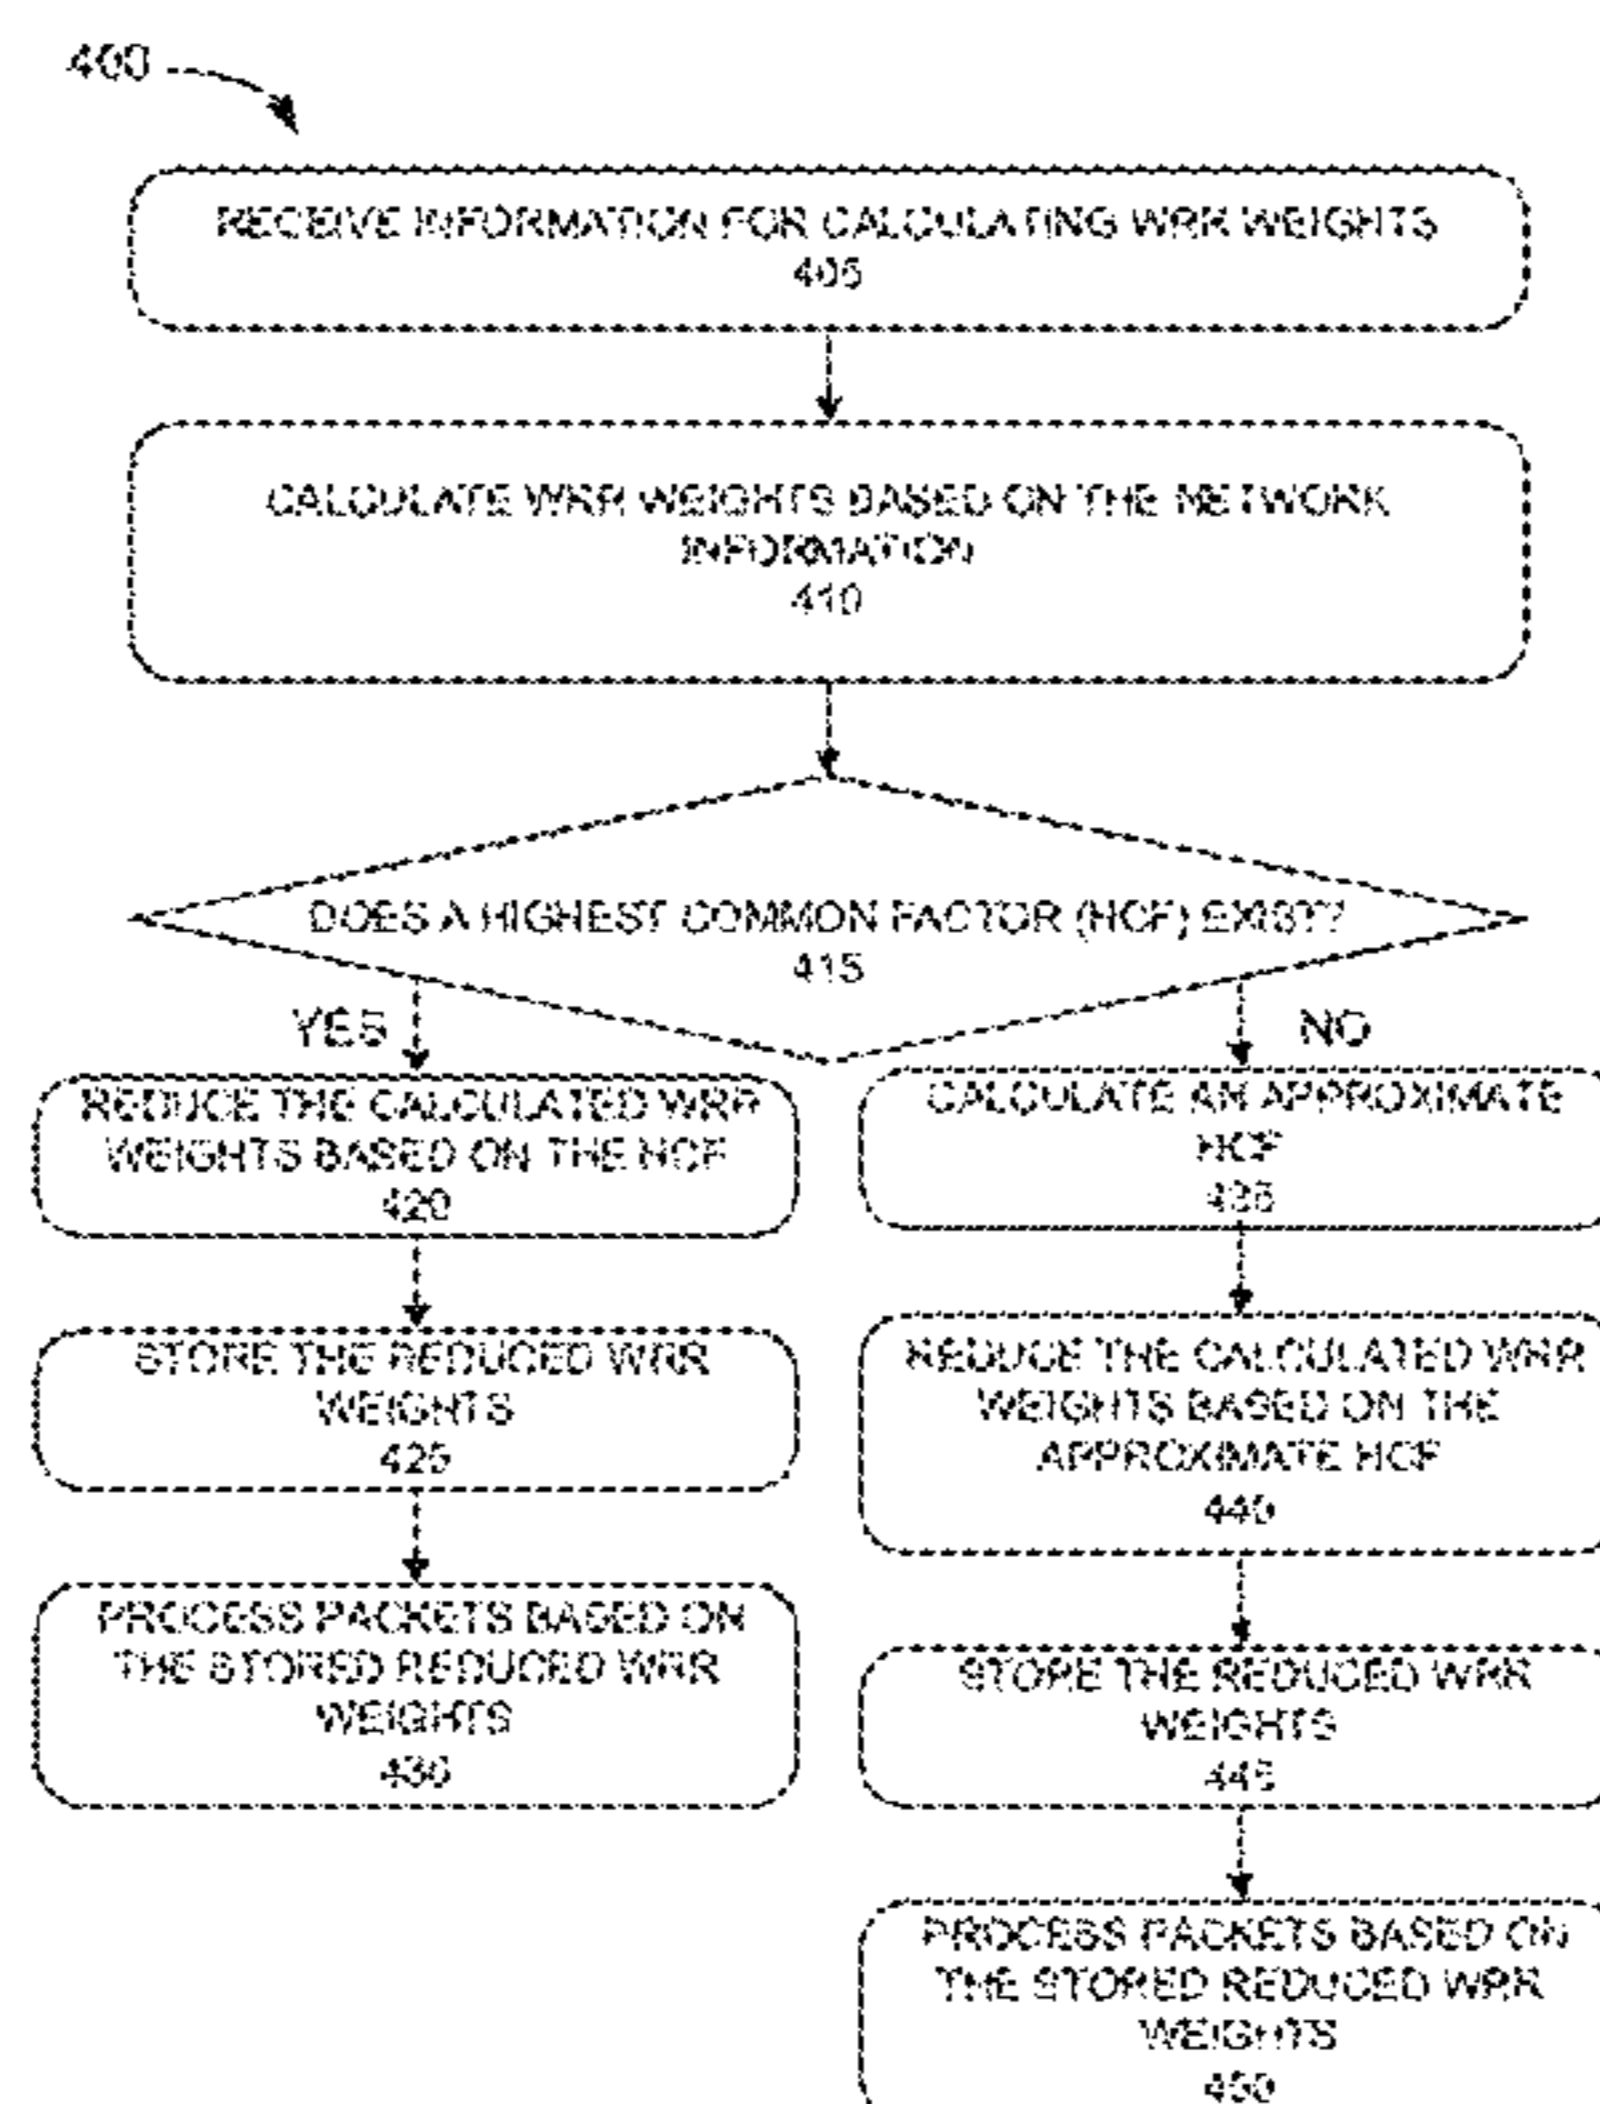 400
RECEIVE INFORMATION FOR CALCULATING WRR WEIGHTS
405
CALCULATE WRR WEIGHTS BASED ON THE NETWORK
INFORMATION
410
DOES A HIGHEST COMMON FACTOR (HCF) EXIST?
415
YES
NO
REDUCE THE CALCULATED WRR
WEIGHTS BASED ON THE HCF
420
STORE THE REDUCED WRR
WEIGHTS
425
PROCESS PACKETS BASED ON
THE STORED REDUCED WRR
WEIGHTS
430
CALCULATE AN APPROXIMATE
HCF
435
REDUCE THE CALCULATED WRR
WEIGHTS BASED ON THE
APPROXIMATE HCF
440
STORE THE REDUCED WRR
WEIGHTS
445
PROCESS PACKETS BASED ON
THE STORED REDUCED WRR
WEIGHTS
450